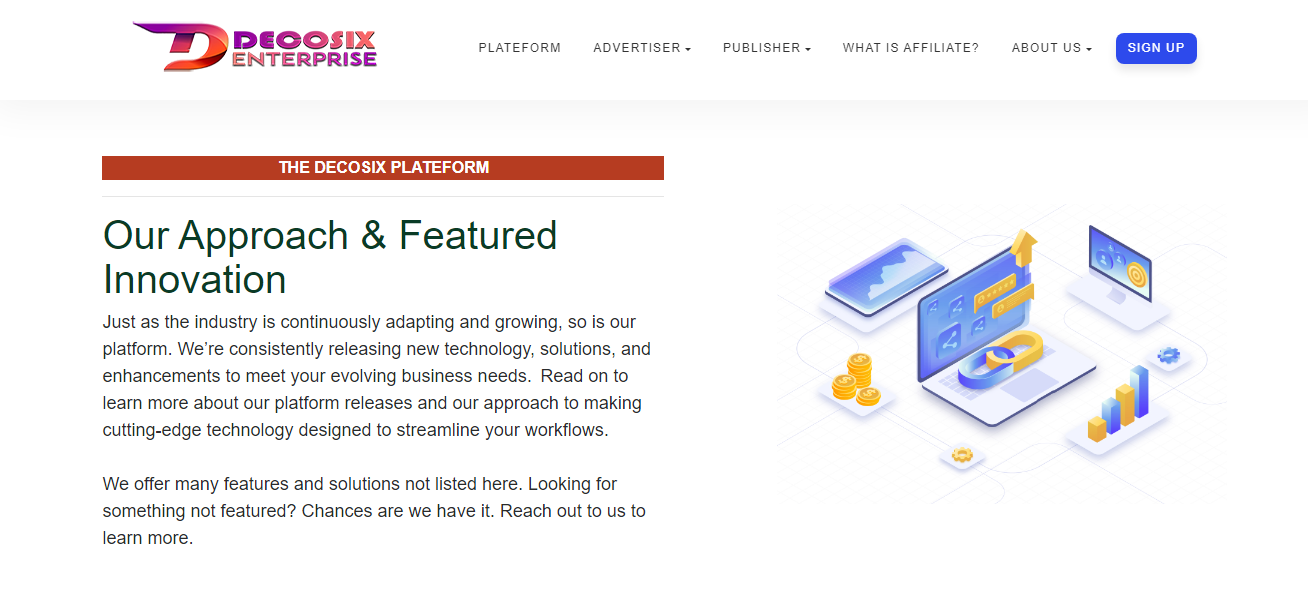 DECOSIX
ENTERPRISE
PLATEFORM
ADVERTISER
PUBLISHER
WHAT IS AFFILIATE?
ABOUT US
SIGN UP
THE DECOSIX PLATEFORM
Our Approach & Featured
Innovation
Just as the industry is continuously adapting and growing, so is our
platform. We’re consistently releasing new technology, solutions, and
enhancements to meet your evolving business needs.  Read on to
learn more about our platform releases and our approach to making
cutting-edge technology designed to streamline your workflows.
We offer many features and solutions not listed here. Looking for
something not featured? Chances are we have it. Reach out to us to
learn more.